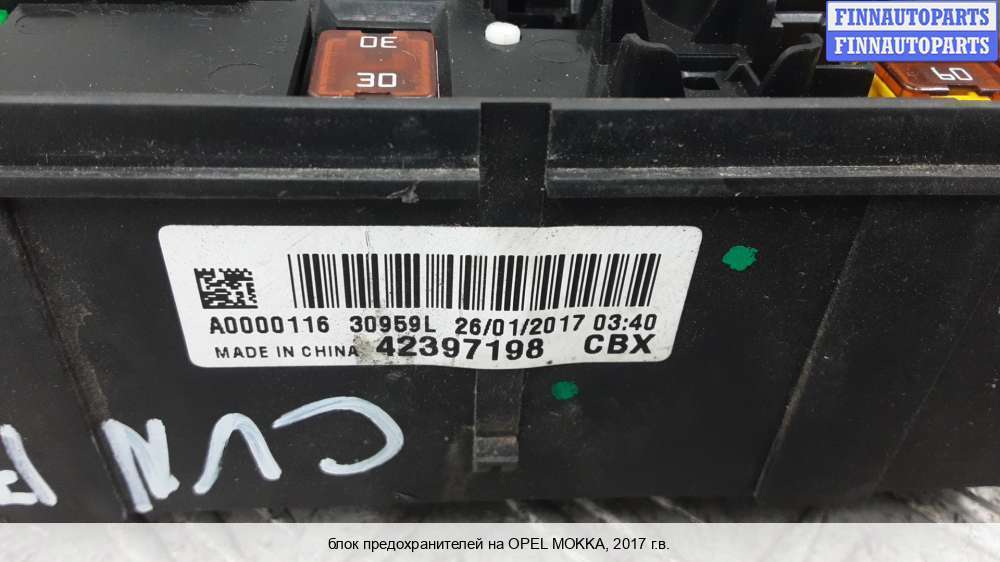 FINNAUTOPARTS
FINNAUTOPARTS
30
30
60
A0000116 30959L 26/01/2017 03:40
MADE IN CHINA 42397198 CBX
блок предохранителей на OPEL MOKKA, 2017 г.в.